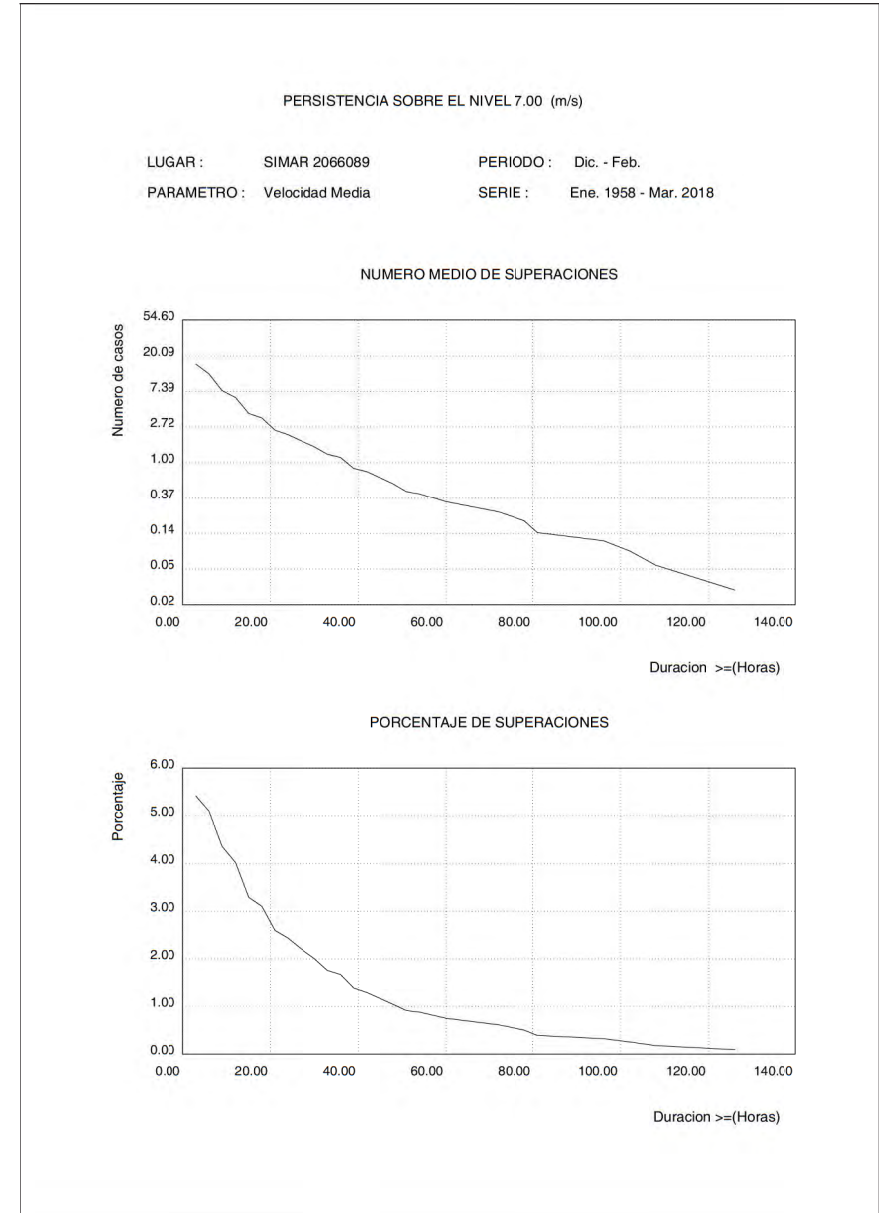 PERSISTENCIA SOBRE EL NIVEL 7.00 (m/s)
LUGAR : SIMAR 2066089 PERIODO : Dic. - Feb.
PARAMETRO : Velocidad Media SERIE : Ene. 1958 - Mar. 2018
NUMERO MEDIO DE SUPERACIONES
Numero de casos
54.60
20.09
7.39
2.72
1.00
0.37
0.14
0.05
0.02
0.00 20.00 40.00 60.00 80.00 100.00 120.00 140.00
Duracion >=(Horas)
PORCENTAJE DE SUPERACIONES
Porcentaje
6.00
5.00
4.00
3.00
2.00
1.00
0.00
0.00 20.00 40.00 60.00 80.00 100.00 120.00 140.00
Duracion >=(Horas)